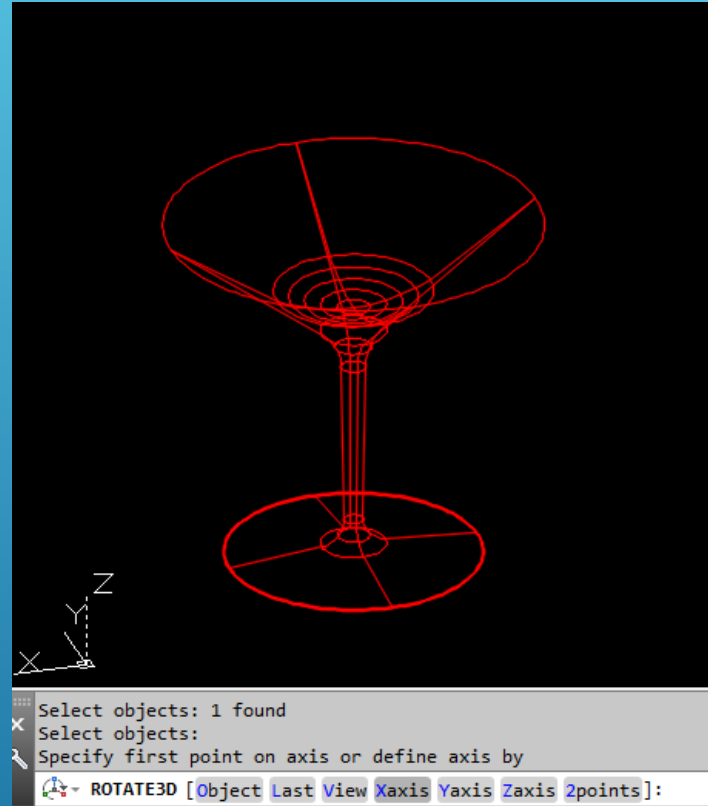 Z
Y
X
Select objects: 1 found
Select objects:
Specify first point on axis or define axis by
ROTATE3D [Object Last View Xaxis Yaxis Zaxis 2points]: